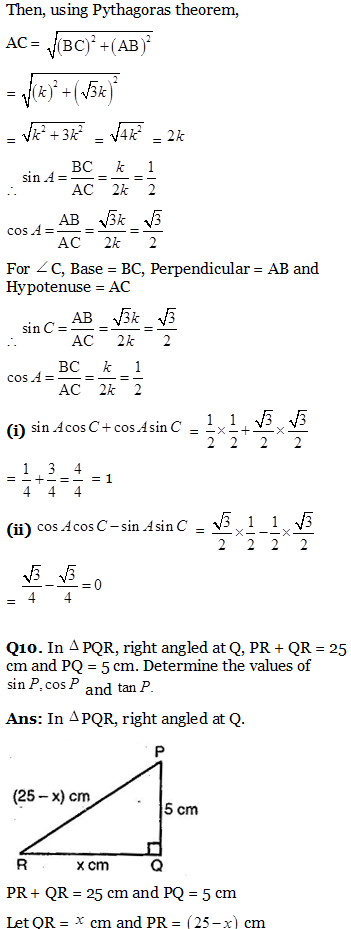 Then, using Pythagoras theorem,
AC = √((BC)² + (AB)²)
= √((k)² + (√3k)²)
= √(k² + 3k²) = √(4k²) = 2k
∴ sin A = BC/AC = k/2k = 1/2
cos A = AB/AC = √3k/2k = √3/2
For ∠C, Base = BC, Perpendicular = AB and
Hypotenuse = AC
∴ sin C = AB/AC = √3k/2k = √3/2
cos A = BC/AC = k/2k = 1/2
(i) sin A cos C + cos A sin C = 1/2 × 1/2 + √3/2 × √3/2
= 1/4 + 3/4 = 4/4 = 1
(ii) cos A cos C − sin A sin C = √3/2 × 1/2 − 1/2 × √3/2
= √3/4 − √3/4 = 0
Q10. In △PQR, right angled at Q, PR + QR = 25
cm and PQ = 5 cm. Determine the values of
sin P, cos P and tan P.
Ans: In △PQR, right angled at Q.
P
(25 – x) cm
5 cm
R x cm Q
PR + QR = 25 cm and PQ = 5 cm
Let QR = x cm and PR = (25 − x) cm